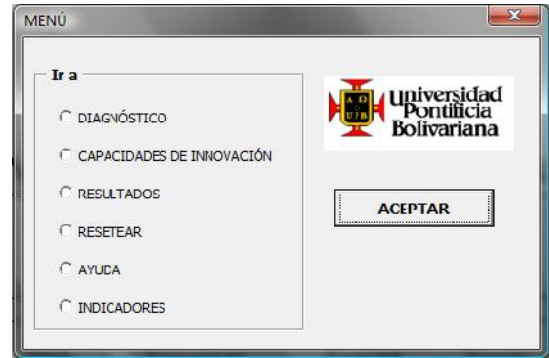 MENÚ
Ir a
DIAGNÓSTICO
CAPACIDADES DE INNOVACIÓN
RESULTADOS
RESETEAR
AYUDA
INDICADORES
A Ω
U P B
Universidad
Pontificia
Bolivariana
ACEPTAR